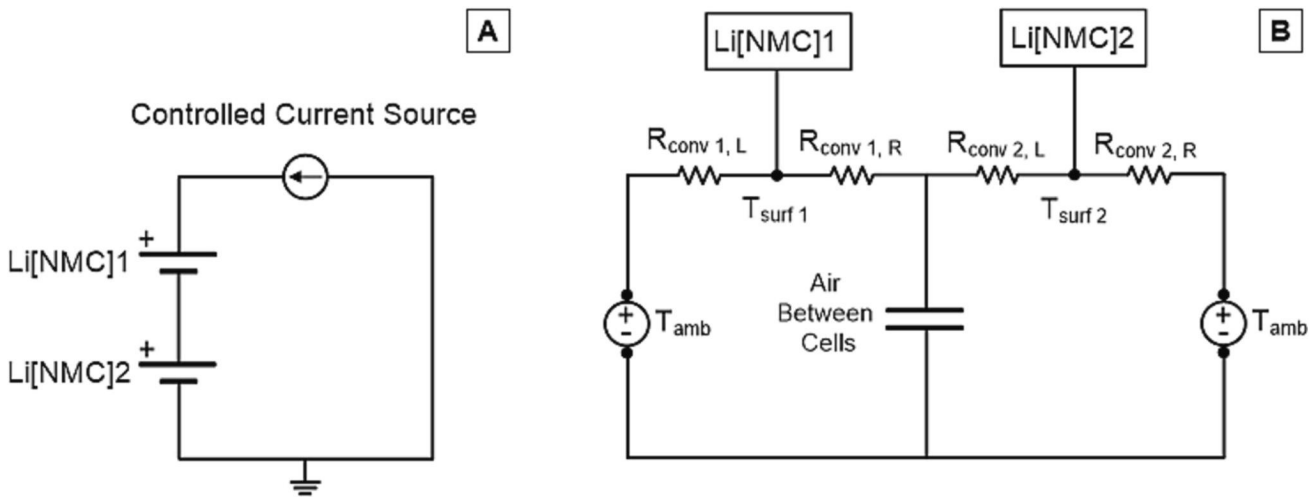 A
Controlled Current Source
+
Li[NMC]1
+
Li[NMC]2
B
Li[NMC]1
Li[NMC]2
Rconv 1, L
Rconv 1, R
Rconv 2, L
Rconv 2, R
Tsurf 1
Tsurf 2
+
-
Tamb
Air
Between
Cells
+
-
Tamb